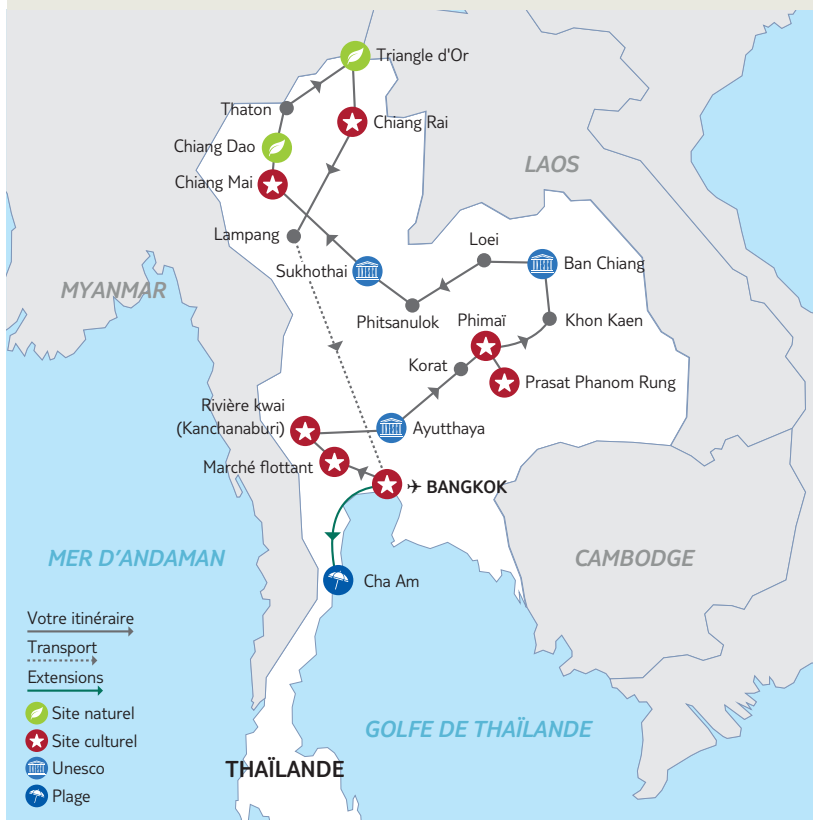 Triangle d'Or
Thaton
Chiang Rai
Chiang Dao
LAOS
Chiang Mai
Lampang
Loei
Sukhothai
Ban Chiang
MYANMAR
Phitsanulok
Phimaï
Khon Kaen
Korat
Prasat Phanom Rung
Rivière kwai
(Kanchanaburi)
Ayutthaya
Marché flottant
BANGKOK
MER D'ANDAMAN
CAMBODGE
Cha Am
Votre itinéraire
Transport
Extensions
Site naturel
Site culturel
Unesco
Plage
GOLFE DE THAÏLANDE
THAÏLANDE